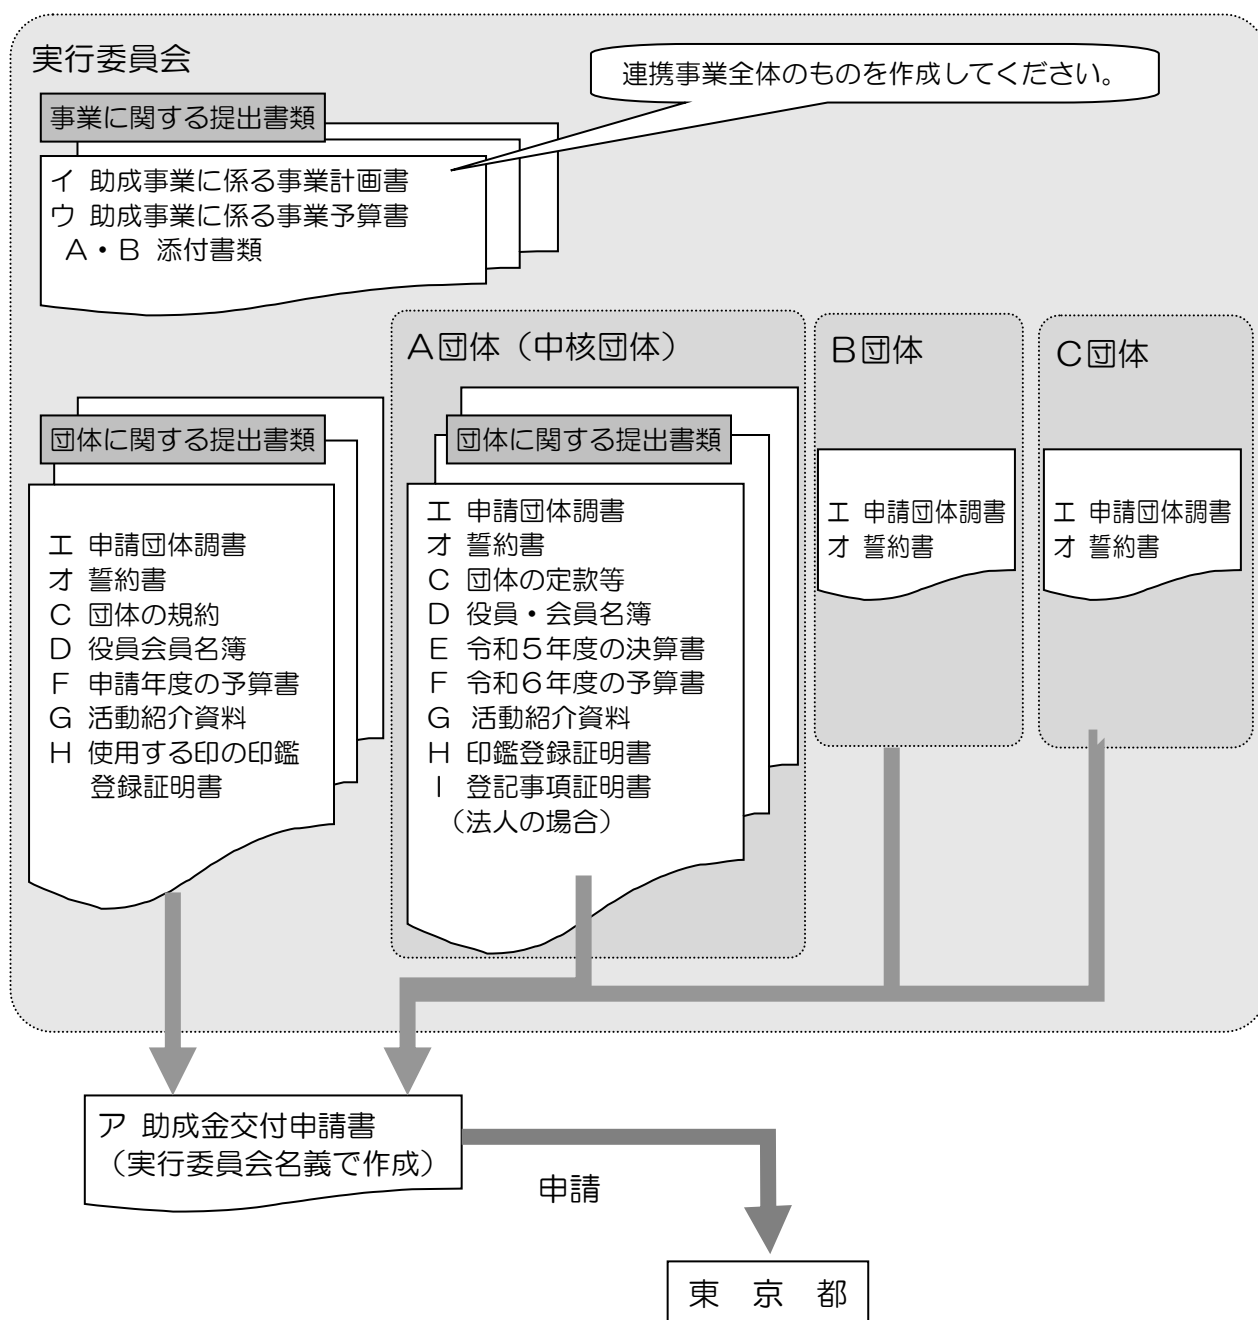 実行委員会
連携事業全体のものを作成してください。
事業に関する提出書類
イ 助成事業に係る事業計画書
ウ 助成事業に係る事業予算書
A・B 添付書類
団体に関する提出書類
エ 申請団体調書
オ 誓約書
C 団体の規約
D 役員会員名簿
F 申請年度の予算書
G 活動紹介資料
H 使用する印の印鑑
登録証明書
A団体（中核団体）
団体に関する提出書類
エ 申請団体調書
オ 誓約書
C 団体の定款等
D 役員・会員名簿
E 令和5年度の決算書
F 令和6年度の予算書
G 活動紹介資料
H 印鑑登録証明書
I 登記事項証明書
（法人の場合）
B団体
エ 申請団体調書
オ 誓約書
C団体
エ 申請団体調書
オ 誓約書
ア 助成金交付申請書
（実行委員会名義で作成）
申請
東 京 都